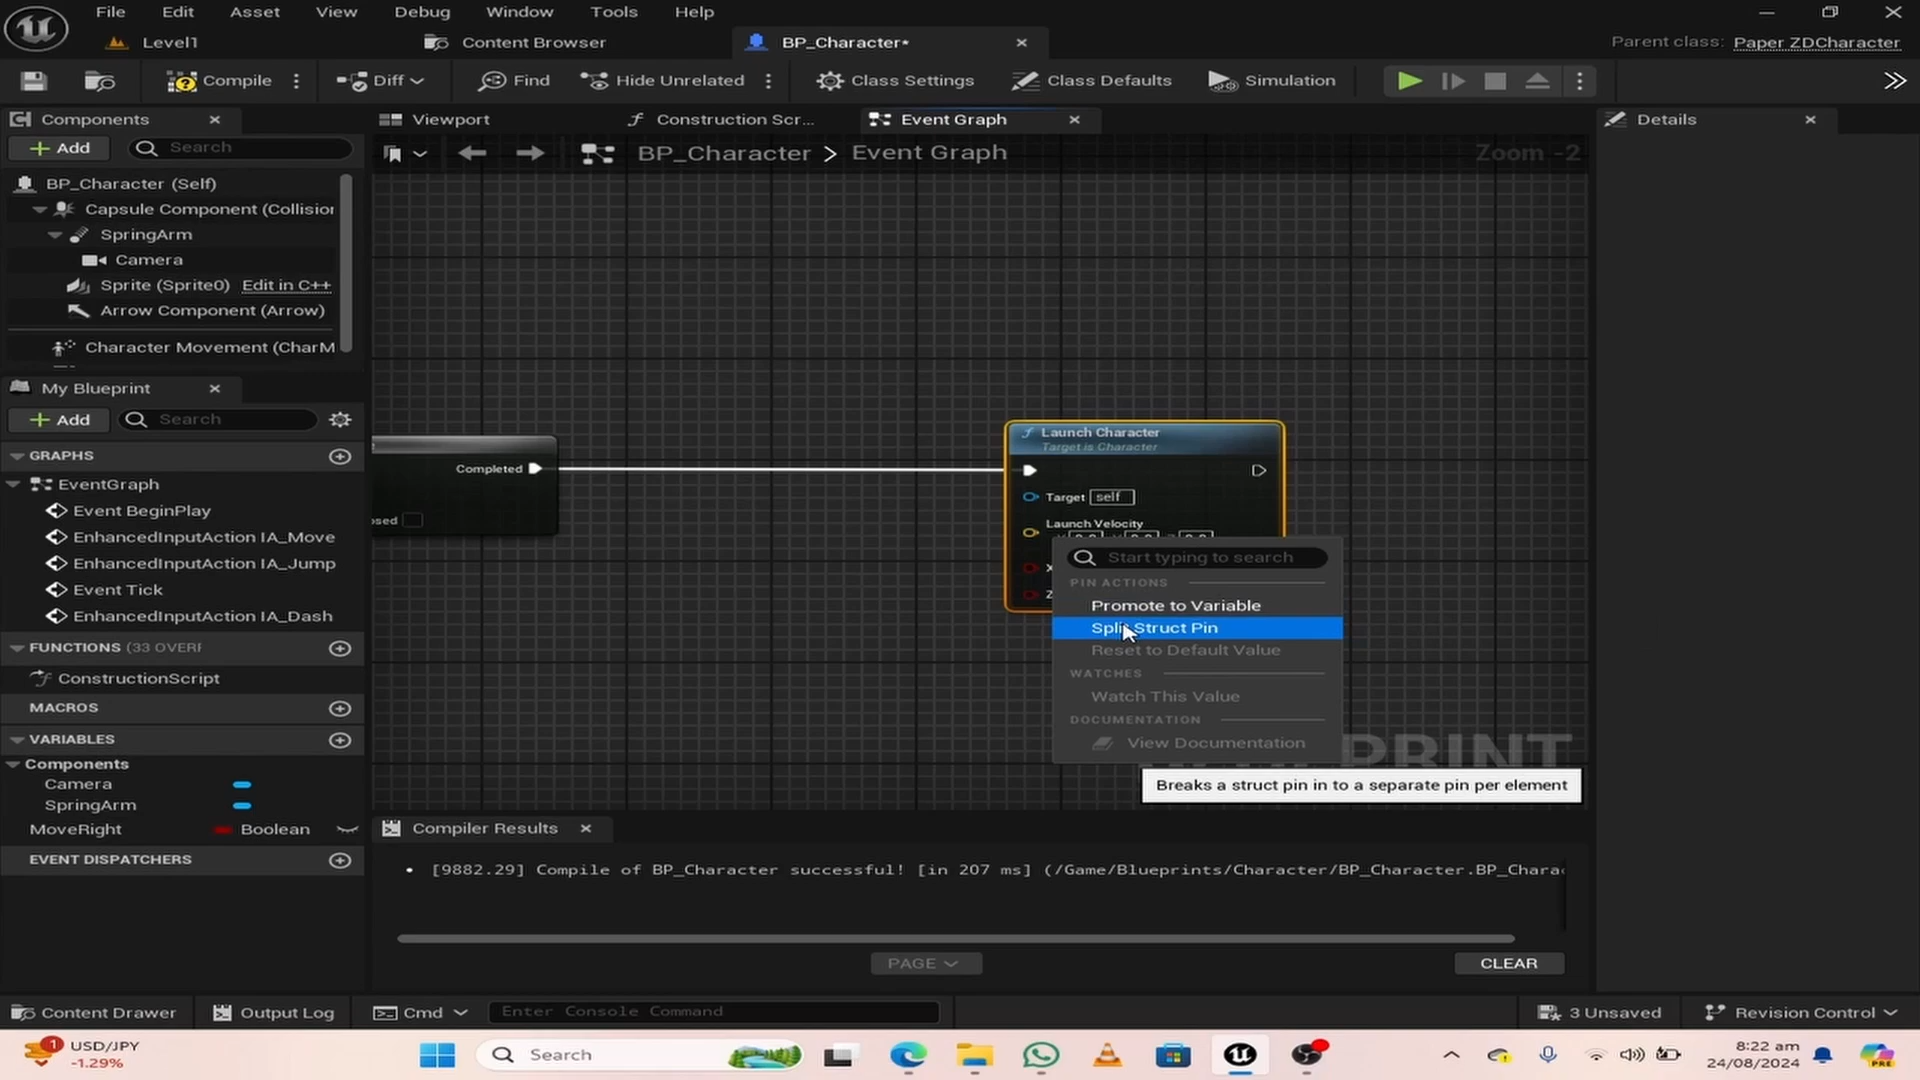 File Edit Asset View Debug Window Tools Help
Level1 Content Browser BP_Character* Parent class: Paper ZDCharacter
Compile Diff Find Hide Unrelated Class Settings Class Defaults Simulation
Components Viewport Construction Scr... Event Graph Details
Add Search BP_Character > Event Graph Zoom -2
BP_Character (Self)
Capsule Component (Collision
SpringArm
Camera
Sprite (Sprite0) Edit in C++
Arrow Component (Arrow)
Character Movement (CharM
My Blueprint
Add Search
GRAPHS
EventGraph
Event BeginPlay
EnhancedInputAction IA_Move
EnhancedInputAction IA_Jump
Event Tick
EnhancedInputAction IA_Dash
FUNCTIONS (33 OVERR
ConstructionScript
MACROS
VARIABLES
Components
Camera
SpringArm
MoveRight Boolean
EVENT DISPATCHERS
Completed
osed
Launch Character
Target is Character
Target self
Launch Velocity
X
Z
Start typing to search
PIN ACTIONS
Promote to Variable
Split Struct Pin
Reset to Default Value
WATCHES
Watch This Value
DOCUMENTATION
View Documentation
Breaks a struct pin in to a separate pin per element
Compiler Results
[9882.29] Compile of BP_Character successful! [in 207 ms] (/Game/Blueprints/Character/BP_Character.BP_Charac
PAGE CLEAR
Content Drawer Output Log Cmd Enter Console Command 3 Unsaved Revision Control
1 USD/JPY
-1.29%
Search
8:22 am
24/08/2024
PRE